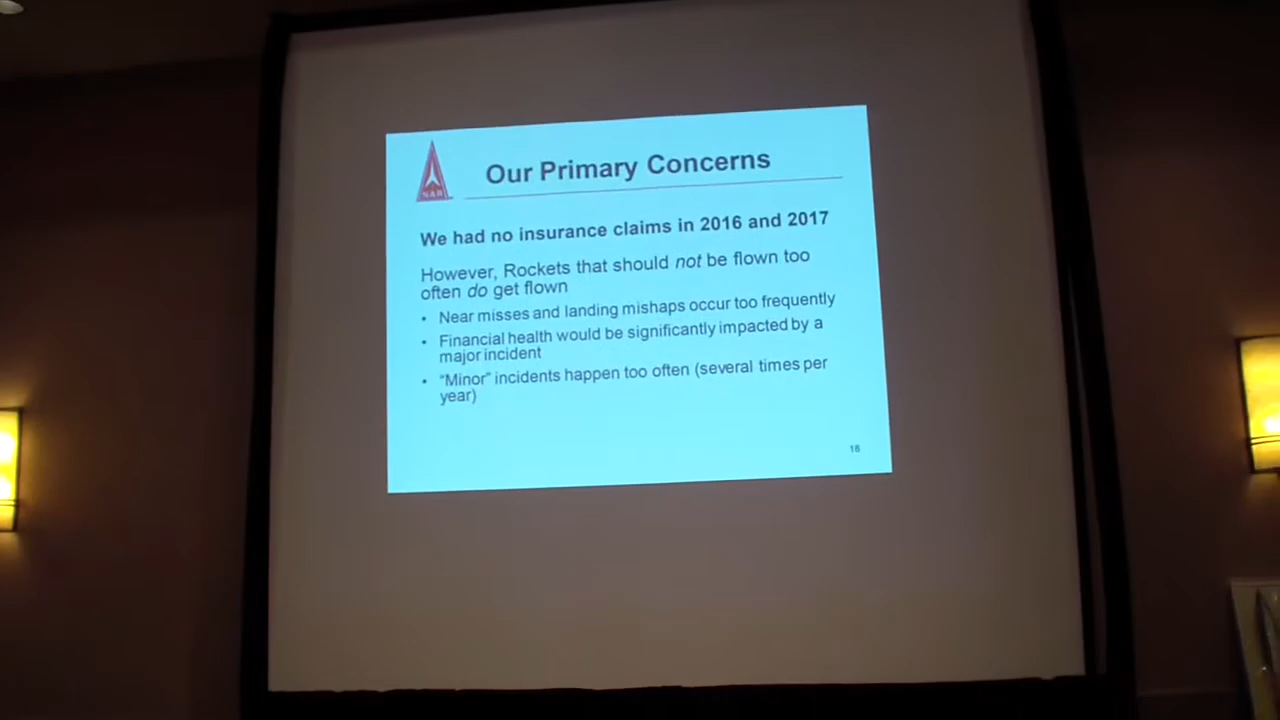 Our Primary Concerns
NAR
We had no insurance claims in 2016 and 2017
However, Rockets that should not be flown too
often do get flown
• Near misses and landing mishaps occur too frequently
• Financial health would be significantly impacted by a
major incident
• “Minor” incidents happen too often (several times per
year)
16